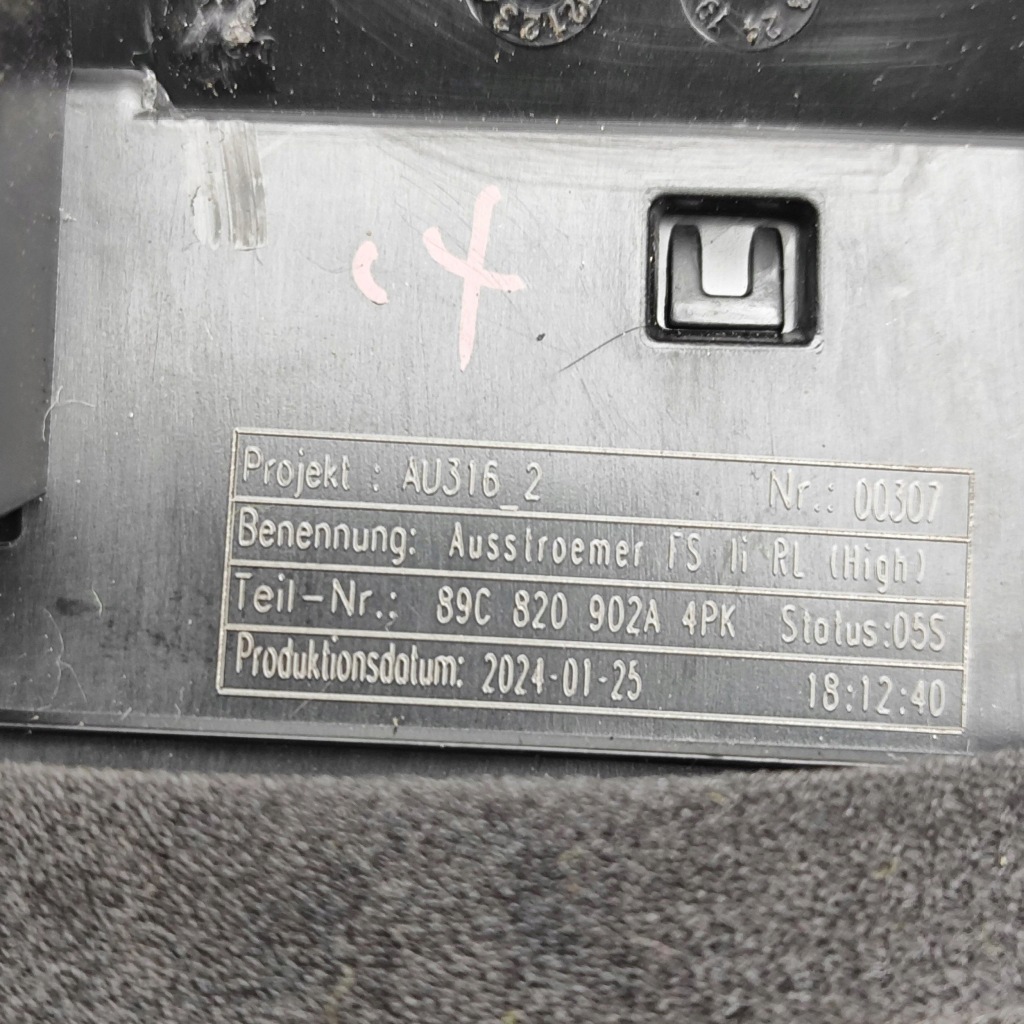 Projekt : AU316_2 Nr.: 00307
Benennung: Ausstroemer FS li RL (High)
Teil-Nr.: 89C 820 902A 4PK Status:05S
Produktionsdatum: 2024-01-25 18:12:40